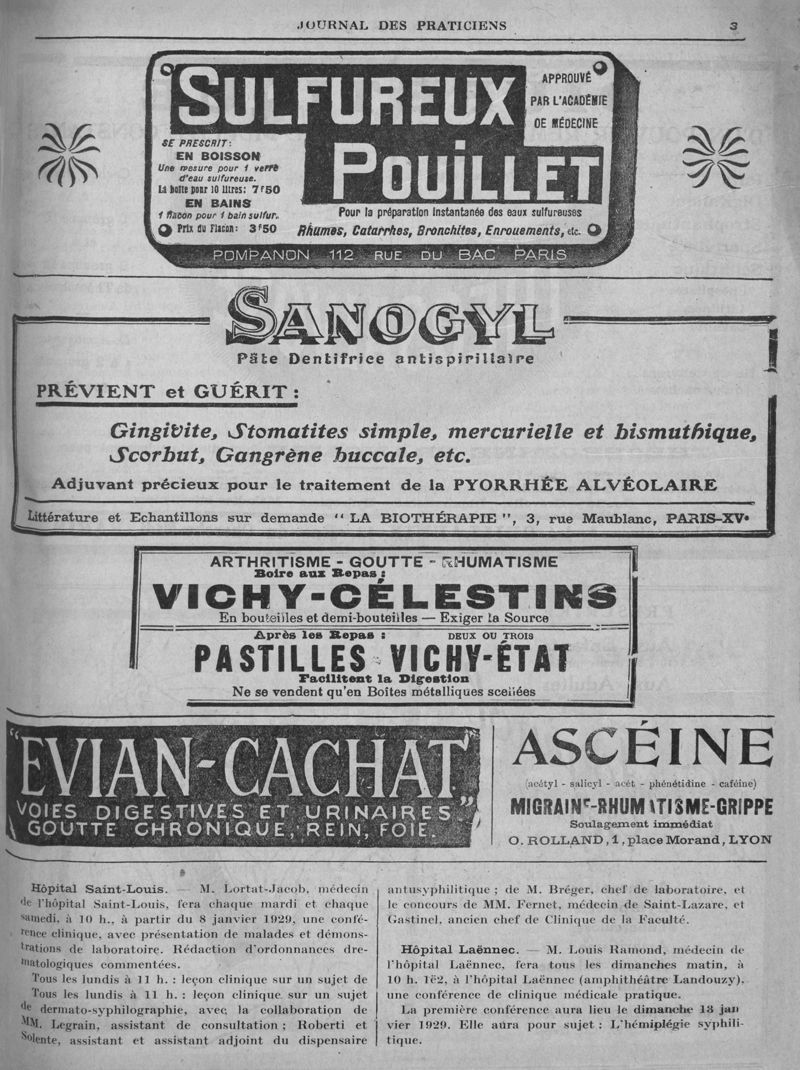 JOURNAL DES PRATICIENS 3
SULFUREUX
POUILLET
APPROUVÉ
PAR L'ACADÉMIE
DE MÉDECINE
SE PRESCRIT:
EN BOISSON
Une mesure pour 1 verre
d'eau sulfureuse.
La boîte pour 10 litres: 7f50
EN BAINS
1 flacon pour 1 bain sulfur..
Prix du Flacon: 3f50
Pour la préparation instantanée des eaux sulfureuses
Rhumes, Catarrhes, Bronchites, Enrouements, etc.
POMPANON 112 RUE DU BAC PARIS
SANOGYL
Pâte Dentifrice antispirillaire
PRÉVIENT et GUÉRIT :
Gingivite, Stomatites simple, mercurielle et bismuthique,
Scorbut, Gangrène buccale, etc.
Adjuvant précieux pour le traitement de la PYORRHÉE ALVÉOLAIRE
Littérature et Echantillons sur demande " LA BIOTHÉRAPIE ", 3, rue Maublanc, PARIS-XVe
ARTHRITISME - GOUTTE - RHUMATISME
Boire aux Repas :
VICHY-CÉLESTINS
En bouteilles et demi-bouteilles — Exiger la Source
Après les Repas : DEUX OU TROIS
PASTILLES VICHY-ÉTAT
Facilitent la Digestion
Ne se vendent qu'en Boîtes métalliques scellées
"EVIAN-CACHAT"
VOIES DIGESTIVES ET URINAIRES
GOUTTE CHRONIQUE, REIN, FOIE.
ASCÉINE
(acétyl - salicyl - acét - phénétidine - caféine)
MIGRAINE-RHUMATISME-GRIPPE
Soulagement immédiat
O. ROLLAND, 1, place Morand, LYON
Hôpital Saint-Louis. — M. Lortat-Jacob, médecin
de l'hôpital Saint-Louis, fera chaque mardi et chaque
samedi, à 10 h., à partir du 8 janvier 1929, une confé-
rence clinique, avec présentation de malades et démons-
trations de laboratoire. Rédaction d'ordonnances dre-
matologiques commentées.
Tous les lundis à 11 h. : leçon clinique sur un sujet de
Tous les lundis à 11 h. : leçon clinique sur un sujet
de dermato-syphilographie, avec la collaboration de
MM. Legrain, assistant de consultation ; Roberti et
Solente, assistant et assistant adjoint du dispensaire
antusyphilitique ; de M. Bréger, chef de laboratoire, et
le concours de MM. Fernet, médecin de Saint-Lazare, et
Gastinel, ancien chef de Clinique de la Faculté.
Hôpital Laënnec. — M. Louis Ramond, médecin de
l'hôpital Laënnec, fera tous les dimanches matin, à
10 h. 1ë2, à l'hôpital Laënnec (amphithéâtre Landouzy),
une conférence de clinique médicale pratique.
La première conférence aura lieu le dimanche 13 jan
vier 1929. Elle aura pour sujet : L'hémiplégie syphili-
tique.